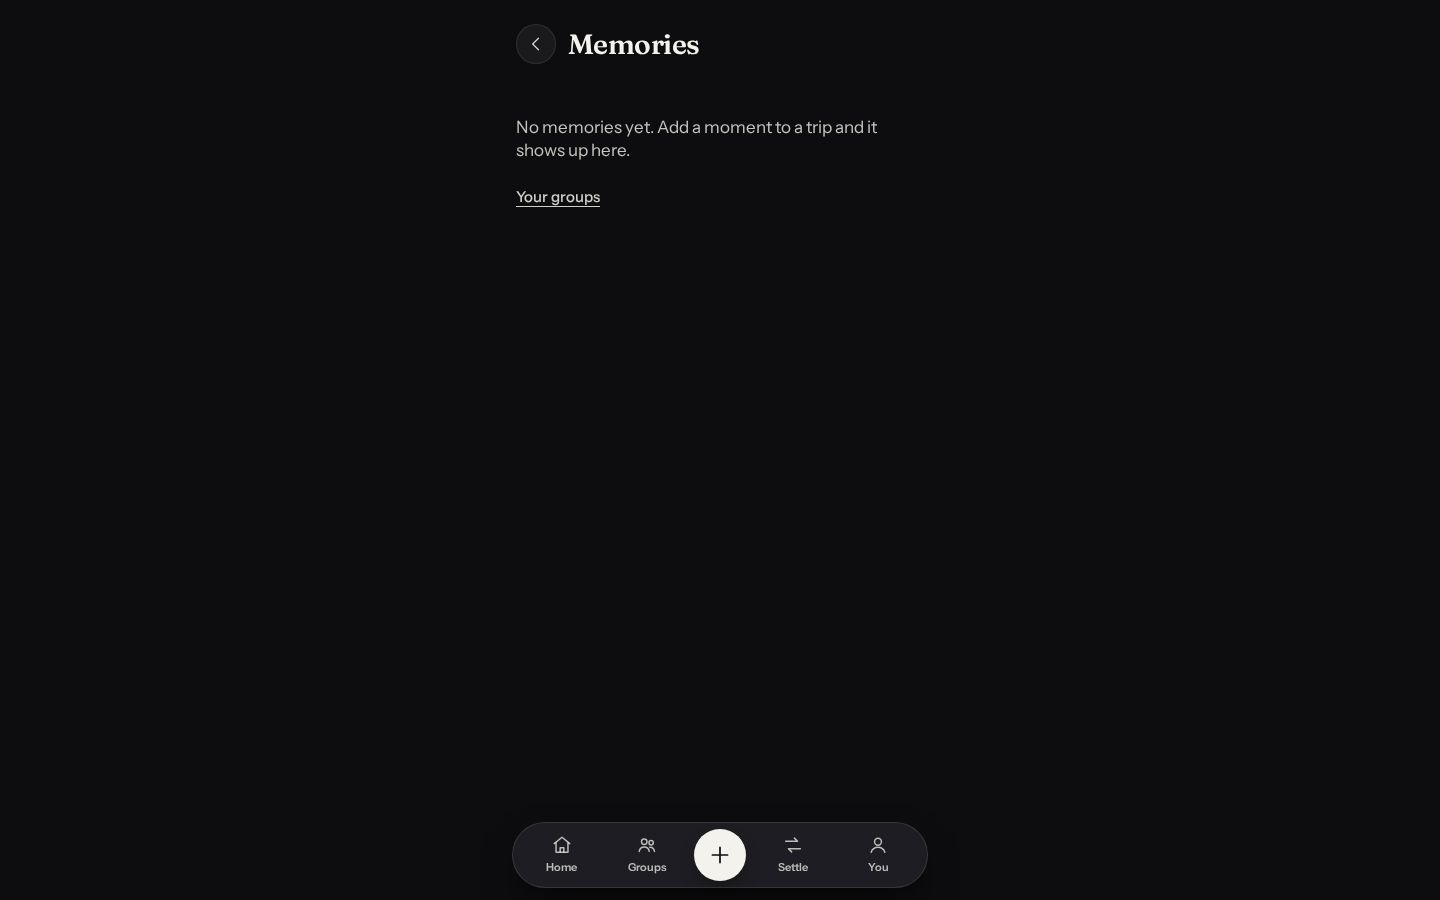 Memories
No memories yet. Add a moment to a trip and it
shows up here.
Your groups
Home
Groups
Settle
You